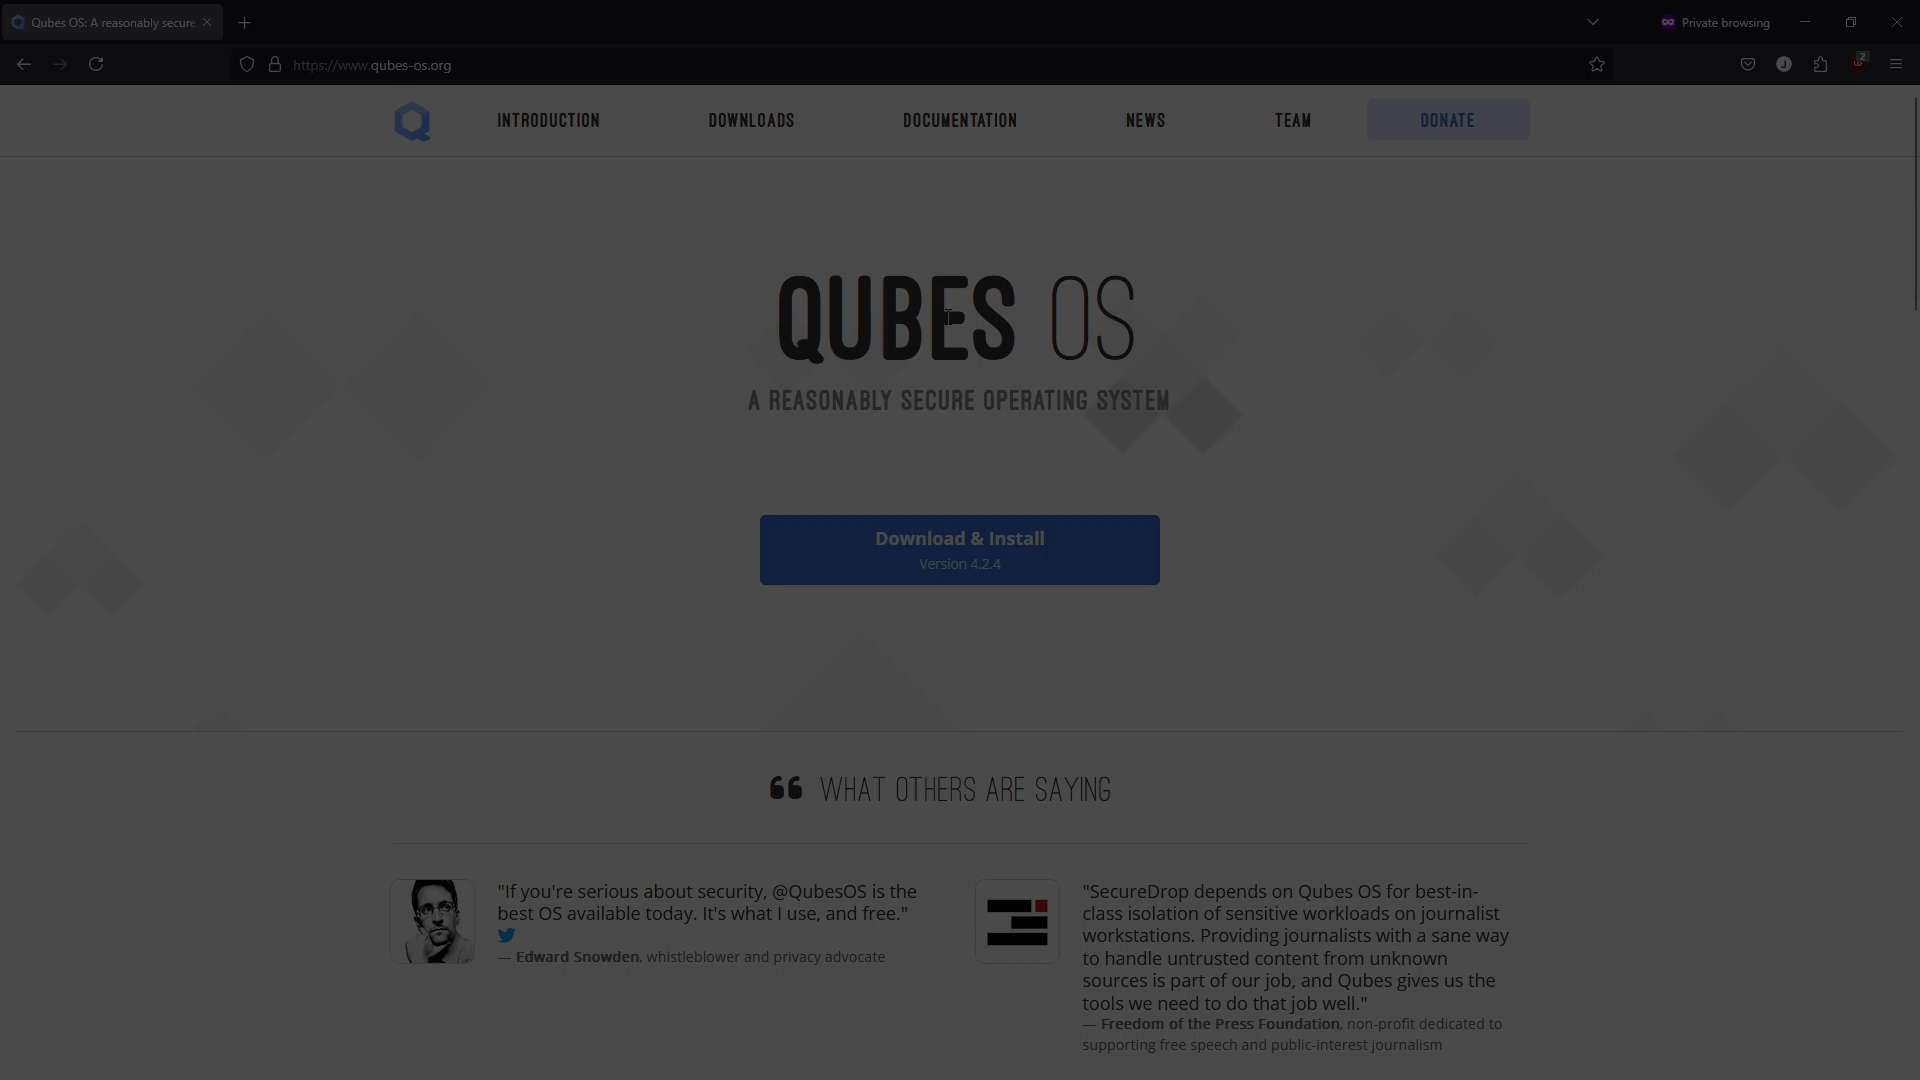 Qubes OS: A reasonably secure
Private browsing
https://www.qubes-os.org
J
2
INTRODUCTION
DOWNLOADS
DOCUMENTATION
NEWS
TEAM
DONATE
QUBES OS
A REASONABLY SECURE OPERATING SYSTEM
Download & Install
Version 4.2.4
WHAT OTHERS ARE SAYING
"If you're serious about security, @QubesOS is the
best OS available today. It's what I use, and free."
— Edward Snowden, whistleblower and privacy advocate
"SecureDrop depends on Qubes OS for best-in-
class isolation of sensitive workloads on journalist
workstations. Providing journalists with a sane way
to handle untrusted content from unknown
sources is part of our job, and Qubes gives us the
tools we need to do that job well."
— Freedom of the Press Foundation, non-profit dedicated to
supporting free speech and public-interest journalism